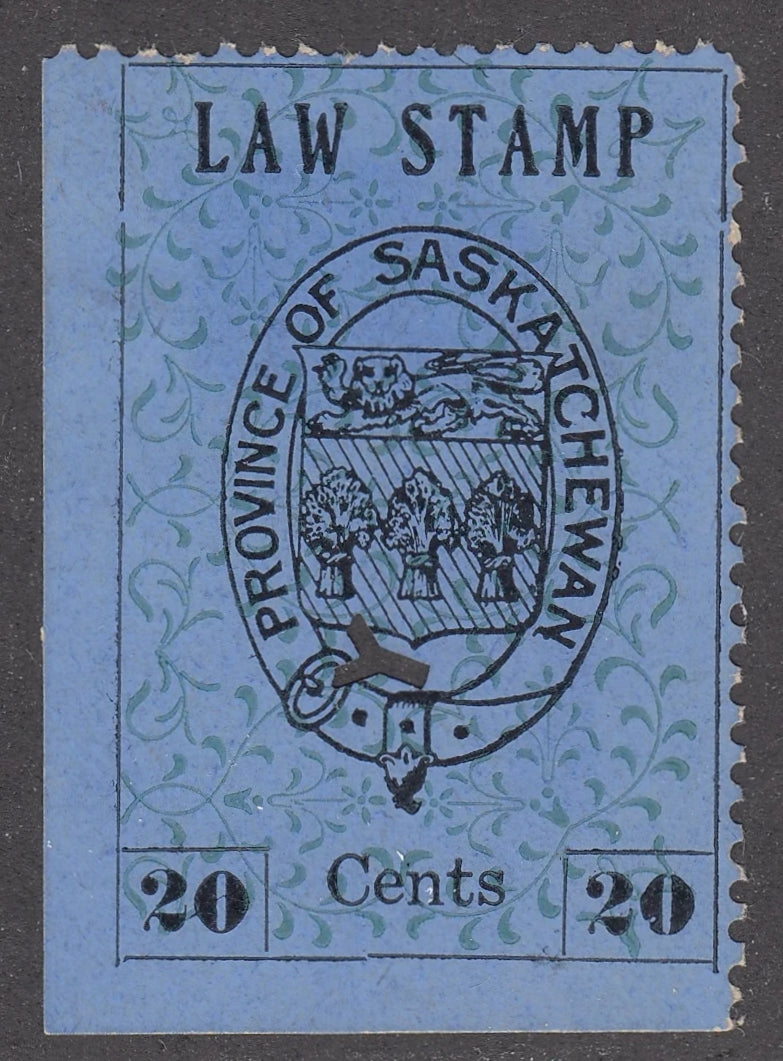 LAW STAMP
PROVINCE OF SASKATCHEWAN
20 Cents 20